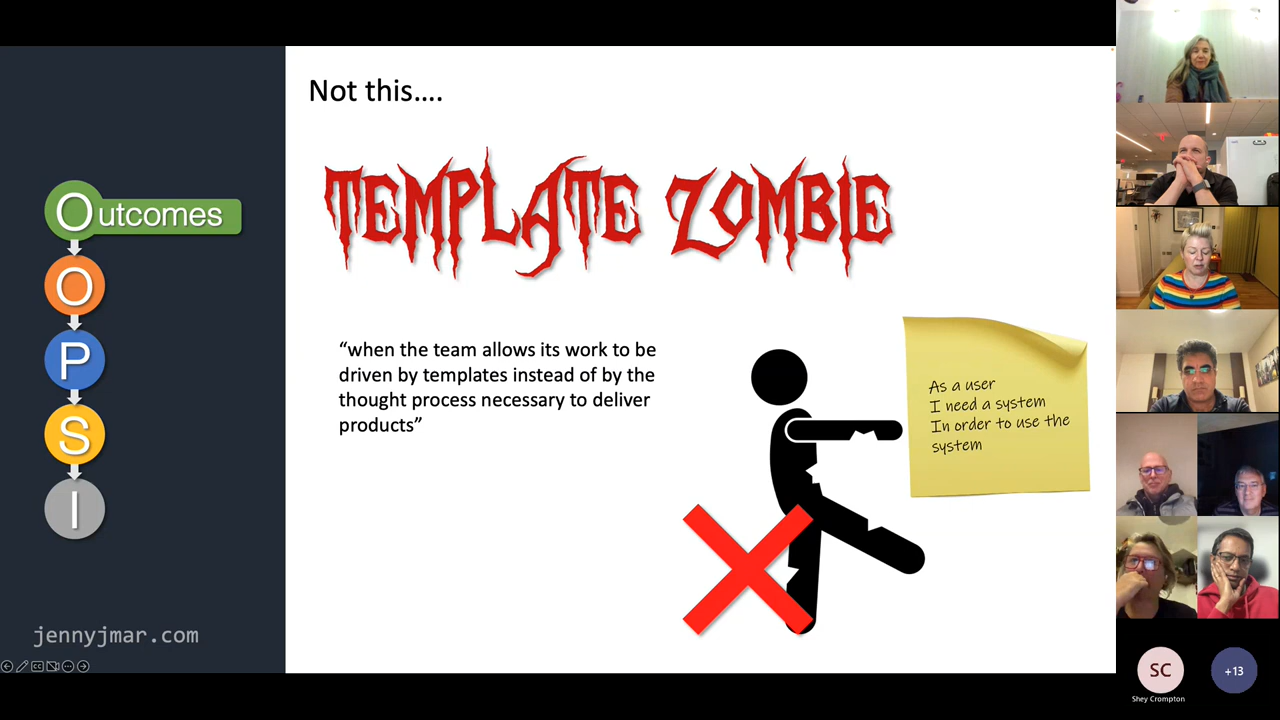 Not this....
TEMPLATE ZOMBIE
Outcomes
O
P
S
I
“when the team allows its work to be
driven by templates instead of by the
thought process necessary to deliver
products”
As a user
I need a system
In order to use the
system
jennyjmar.com
SC
+13
Shey Crompton